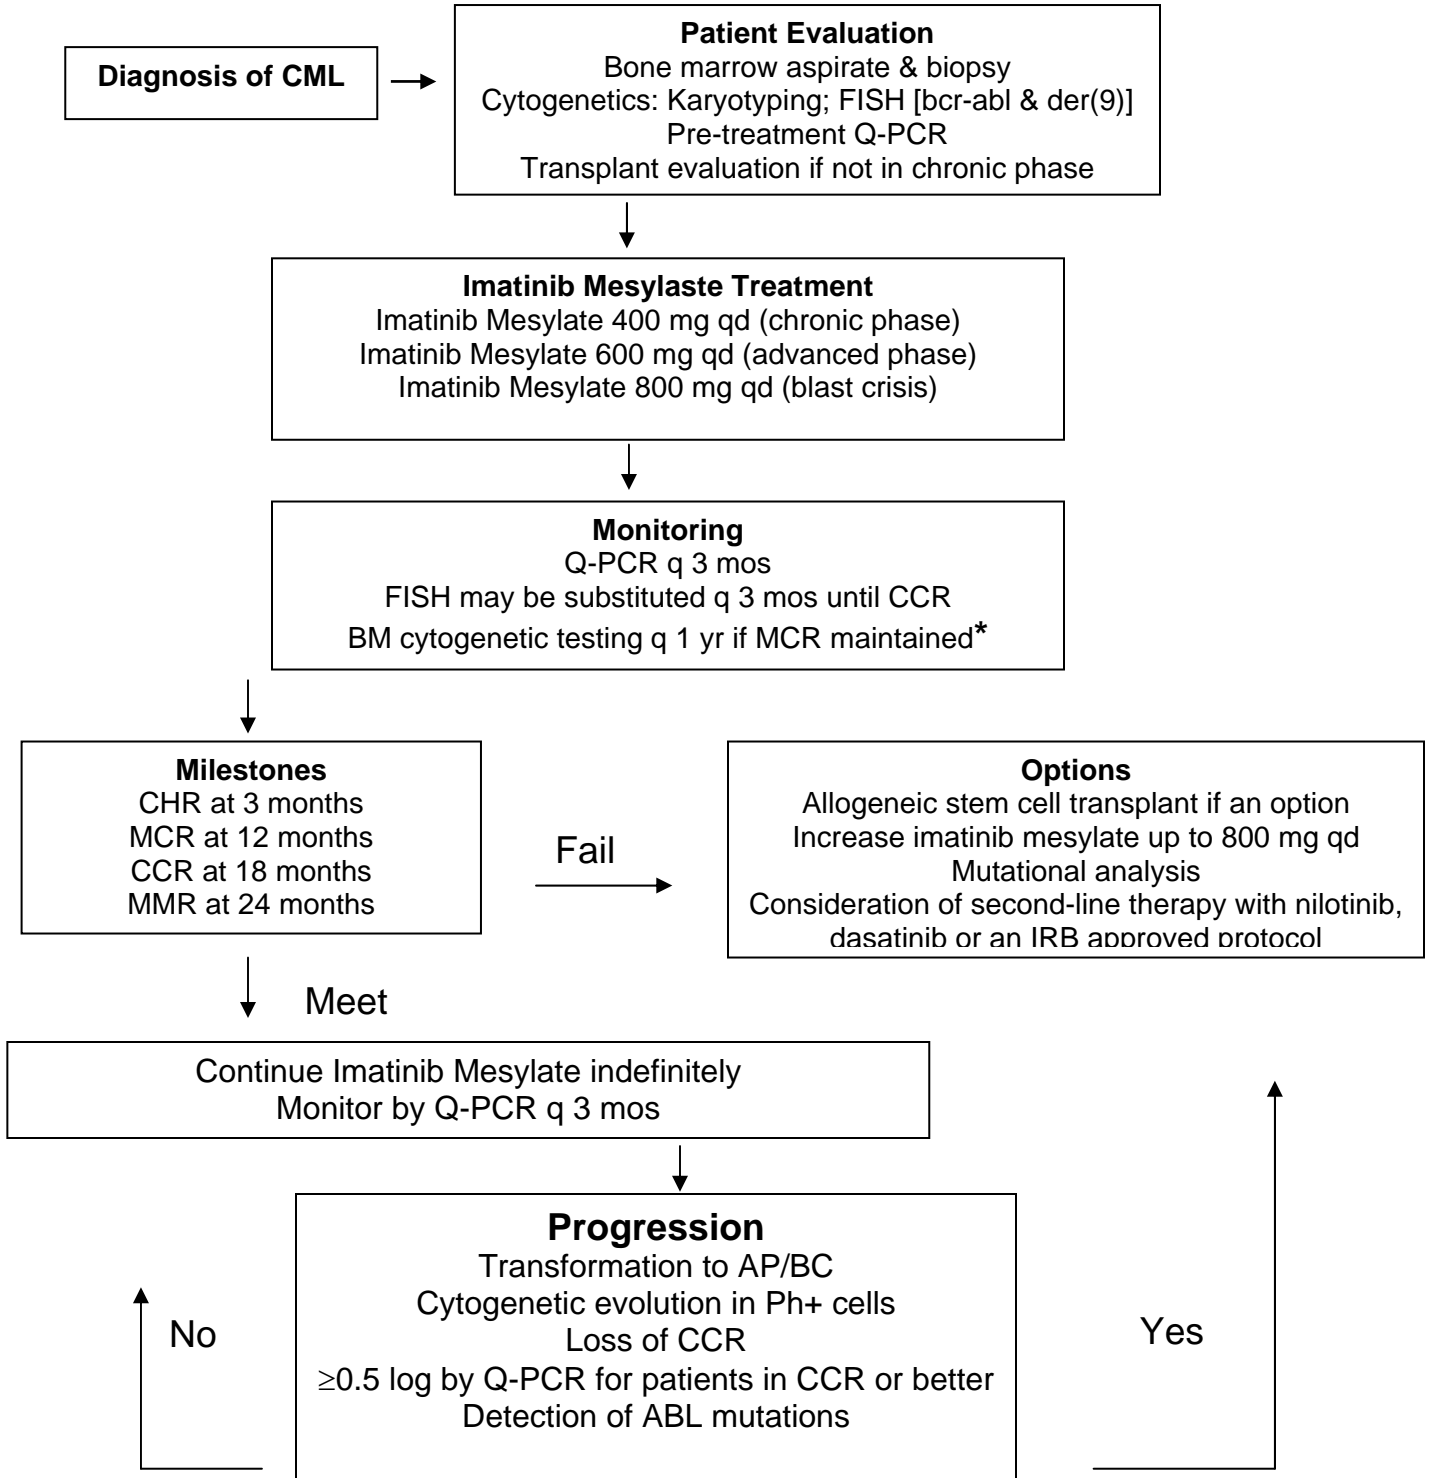 Diagnosis of CML
Patient Evaluation
Bone marrow aspirate & biopsy
Cytogenetics: Karyotyping; FISH [bcr-abl & der(9)]
Pre-treatment Q-PCR
Transplant evaluation if not in chronic phase
Imatinib Mesylaste Treatment
Imatinib Mesylate 400 mg qd (chronic phase)
Imatinib Mesylate 600 mg qd (advanced phase)
Imatinib Mesylate 800 mg qd (blast crisis)
Monitoring
Q-PCR q 3 mos
FISH may be substituted q 3 mos until CCR
BM cytogenetic testing q 1 yr if MCR maintained*
Milestones
CHR at 3 months
MCR at 12 months
CCR at 18 months
MMR at 24 months
Fail
Options
Allogeneic stem cell transplant if an option
Increase imatinib mesylate up to 800 mg qd
Mutational analysis
Consideration of second-line therapy with nilotinib,
dasatinib or an IRB approved protocol
Meet
Continue Imatinib Mesylate indefinitely
Monitor by Q-PCR q 3 mos
Progression
Transformation to AP/BC
Cytogenetic evolution in Ph+ cells
Loss of CCR
≥0.5 log by Q-PCR for patients in CCR or better
Detection of ABL mutations
No
Yes